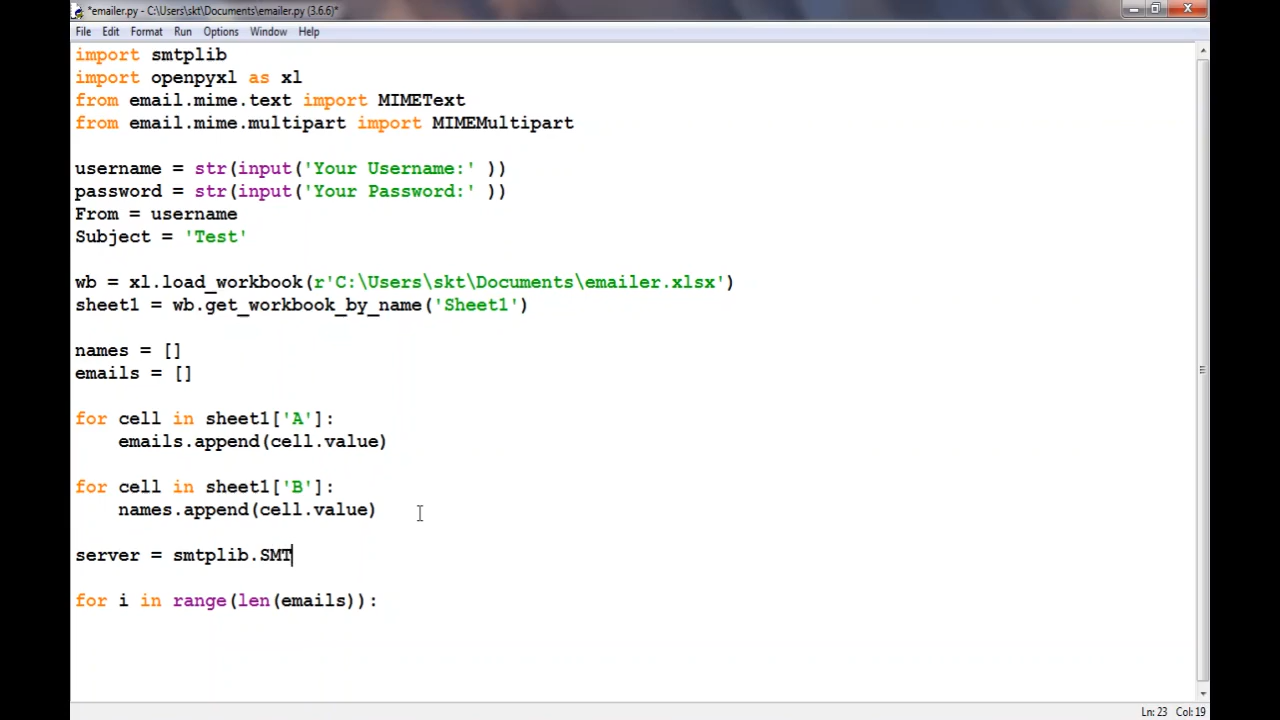 *emailer.py - C:\Users\skt\Documents\emailer.py (3.6.6)*
File Edit Format Run Options Window Help
import smtplib
import openpyxl as xl
from email.mime.text import MIMEText
from email.mime.multipart import MIMEMultipart
username = str(input('Your Username:' ))
password = str(input('Your Password:' ))
From = username
Subject = 'Test'
wb = xl.load_workbook(r'C:\Users\skt\Documents\emailer.xlsx')
sheet1 = wb.get_workbook_by_name('Sheet1')
names = []
emails = []
for cell in sheet1['A']:
    emails.append(cell.value)
for cell in sheet1['B']:
    names.append(cell.value)
server = smtplib.SMT
for i in range(len(emails)):
Ln: 23 Col: 19